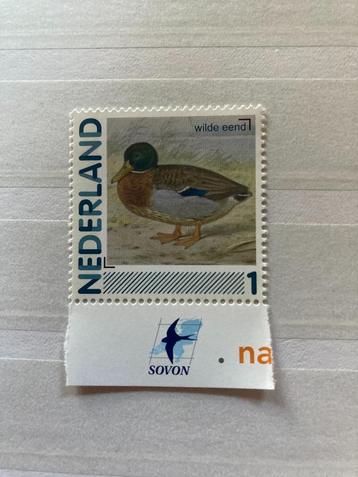 wilde eend
NEDERLAND
1
SOVON
. na